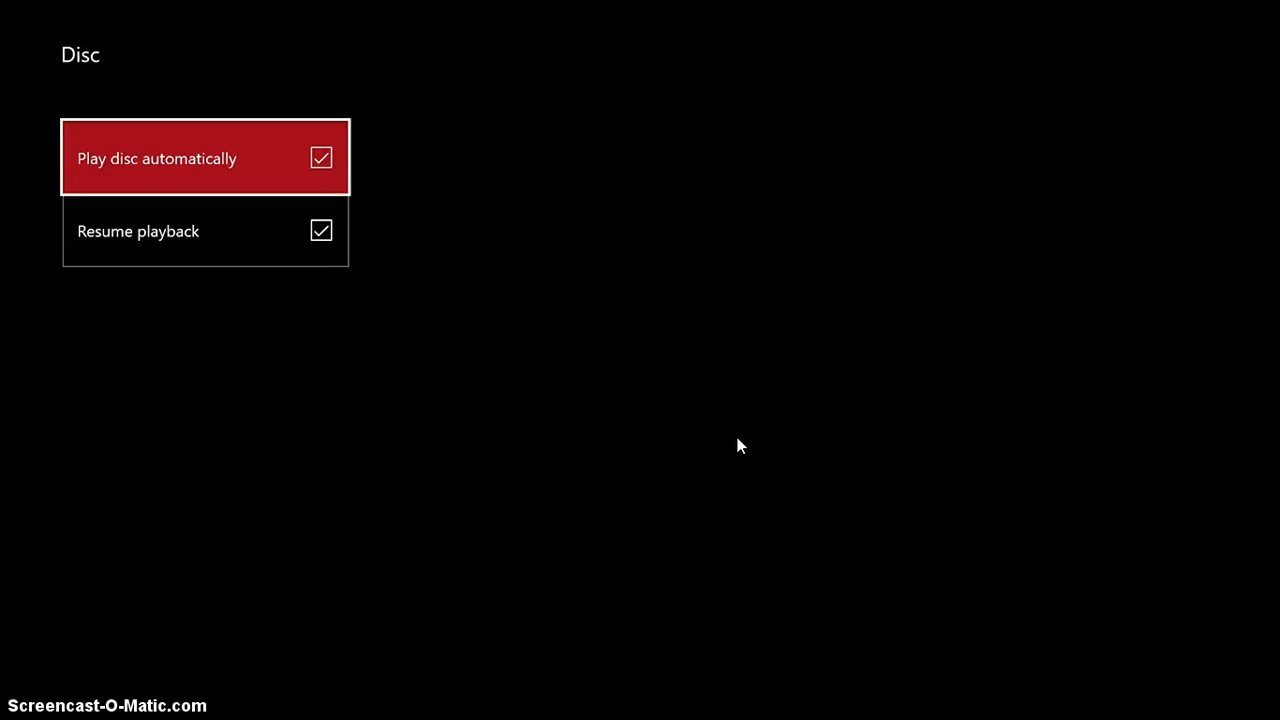 Disc
Play disc automatically
Resume playback
Screencast-O-Matic.com